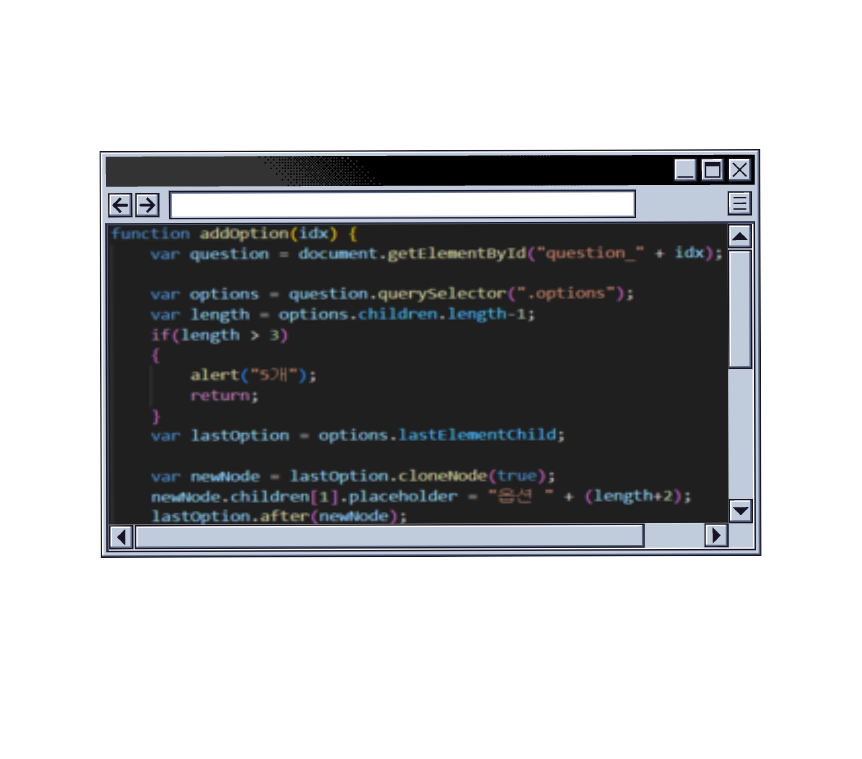 function addOption(idx) {
var question = document.getElementById("question_" + idx);
var options = question.querySelector(".options");
var length = options.children.length-1;
if(length > 3)
{
alert("5개");
return;
}
var lastOption = options.lastElementChild;
var newNode = lastOption.cloneNode(true);
newNode.children[1].placeholder = "옵션 " + (length+2);
lastOption.after(newNode);